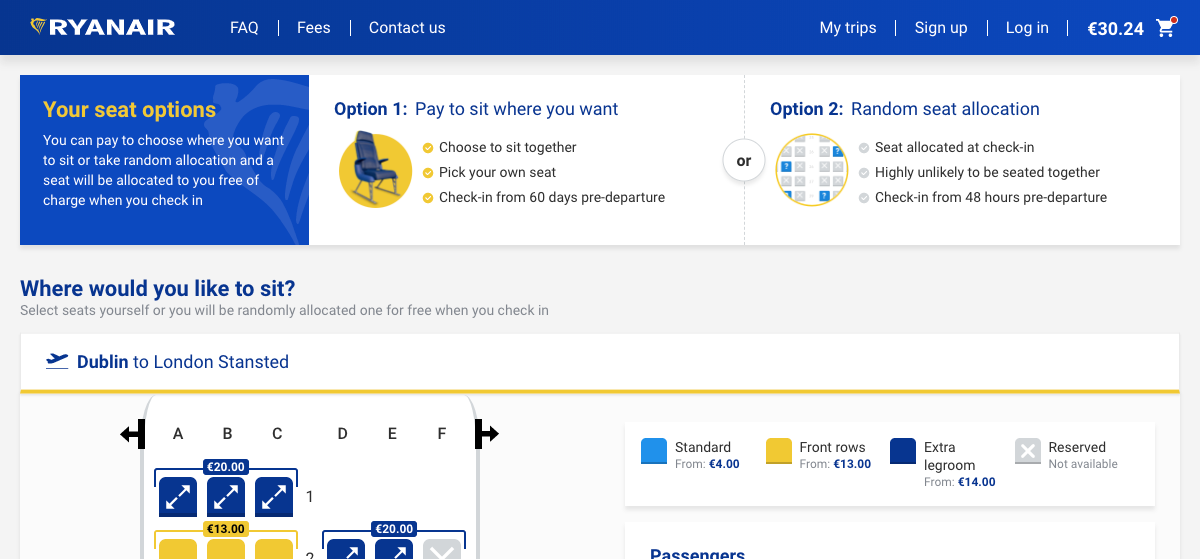 RYANAIR
FAQ
Fees
Contact us
My trips
Sign up
Log in
€30.24
Your seat options
You can pay to choose where you want
to sit or take random allocation and a
seat will be allocated to you free of
charge when you check in
Option 1: Pay to sit where you want
Choose to sit together
Pick your own seat
Check-in from 60 days pre-departure
or
Option 2: Random seat allocation
Seat allocated at check-in
Highly unlikely to be seated together
Check-in from 48 hours pre-departure
Where would you like to sit?
Select seats yourself or you will be randomly allocated one for free when you check in
Dublin to London Stansted
A B C D E F
€20.00
1
€13.00
€20.00
2
Standard
From: €4.00
Front rows
From: €13.00
Extra
legroom
From: €14.00
Reserved
Not available
Passengers